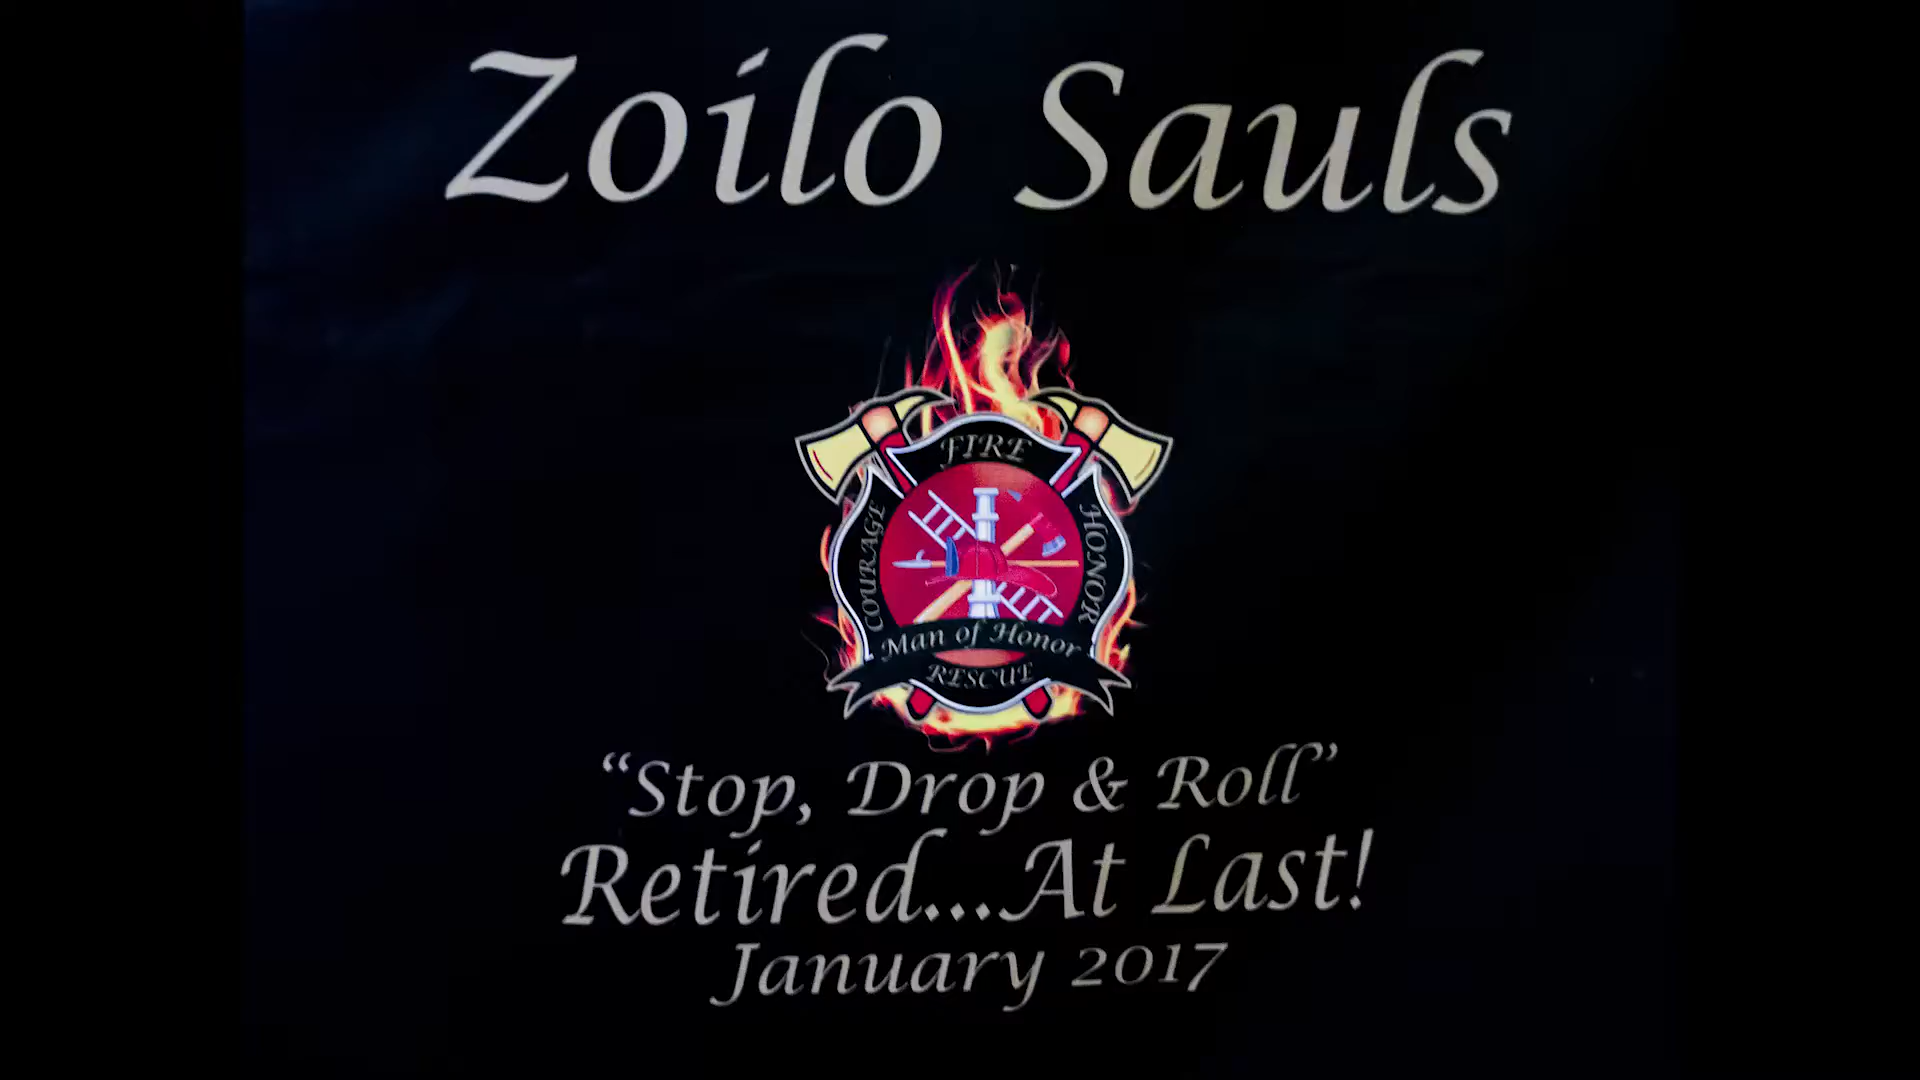 Zoilo Sauls
FIRE
COURAGE
HONOR
Man of Honor
RESCUE
“Stop, Drop & Roll”
Retired...At Last!
January 2017